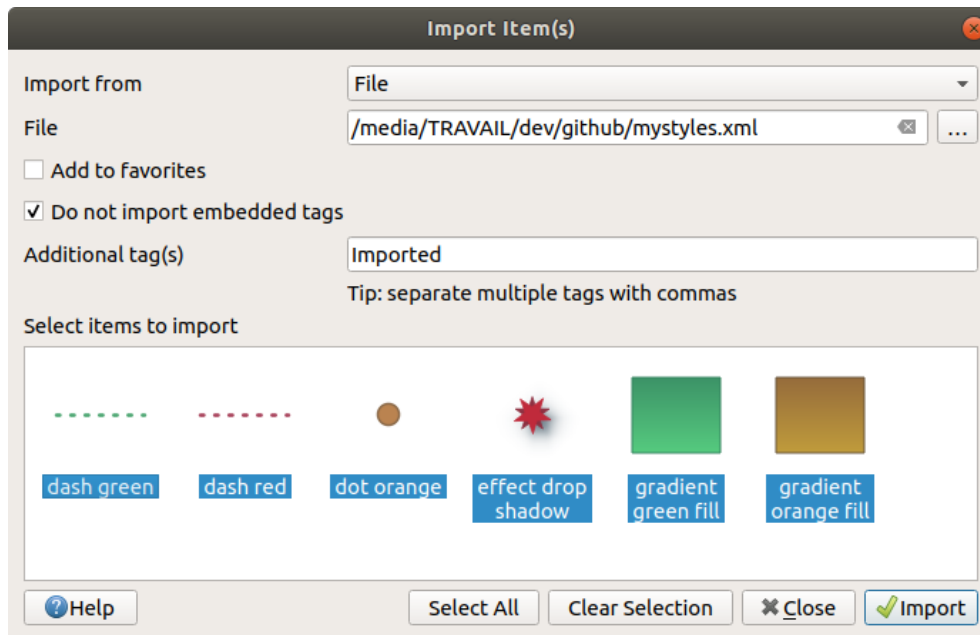 Import Item(s)
Import from
File
File
/media/TRAVAIL/dev/github/mystyles.xml
...
Add to favorites
Do not import embedded tags
Additional tag(s)
Imported
Tip: separate multiple tags with commas
Select items to import
dash green
dash red
dot orange
effect drop
shadow
gradient
green fill
gradient
orange fill
Help
Select All
Clear Selection
Close
Import